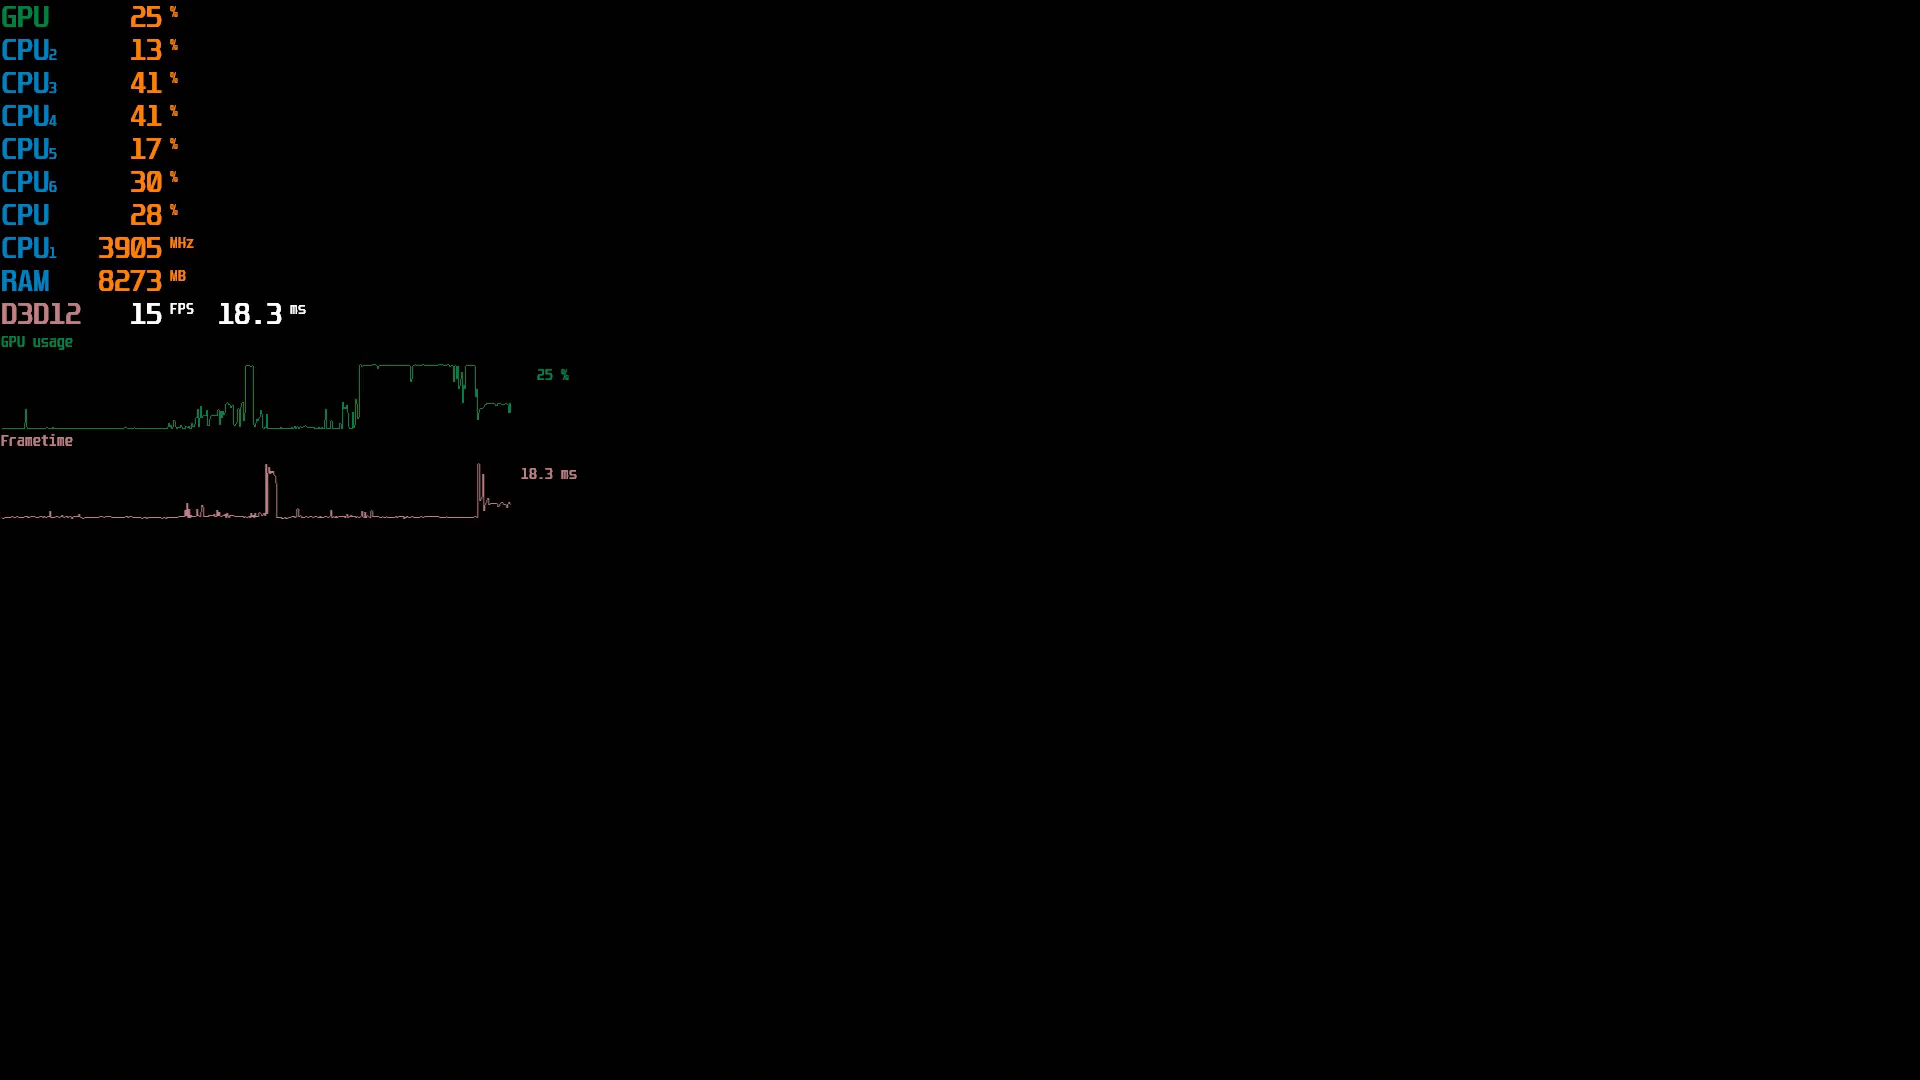 GPU 25 %
CPU2 13 %
CPU3 41 %
CPU4 41 %
CPU5 17 %
CPU6 30 %
CPU 28 %
CPU1 3905 MHz
RAM 8273 MB
D3D12 15 FPS 18.3 ms
GPU usage
25 %
Frametime
18.3 ms